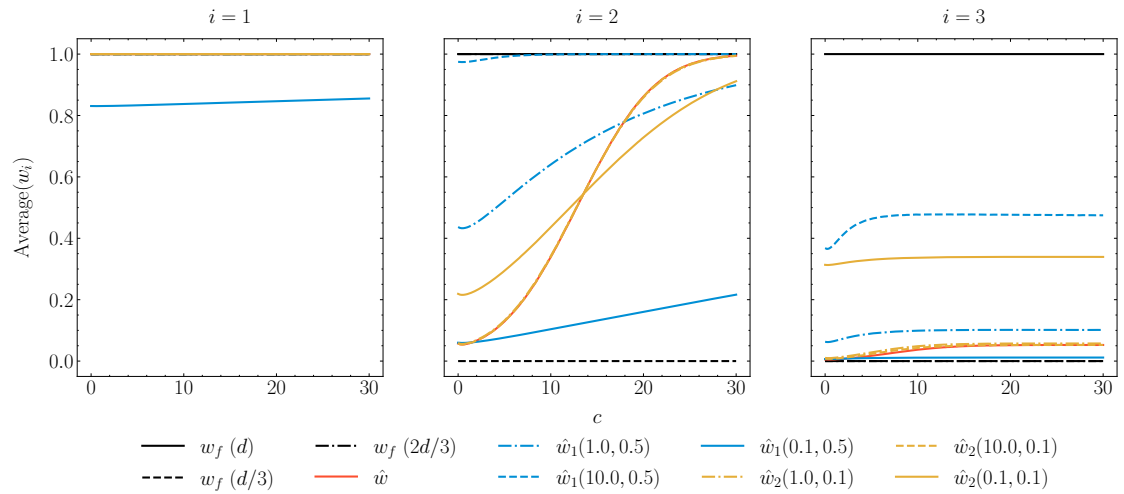 i = 1
i = 2
i = 3
Average(w_i)
1.0
0.8
0.6
0.4
0.2
0.0
0 10 20 30
0 10 20 30
0 10 20 30
c
w_f (d)
w_f (2d/3)
ŵ_1(1.0, 0.5)
ŵ_1(0.1, 0.5)
ŵ_2(10.0, 0.1)
w_f (d/3)
ŵ
ŵ_1(10.0, 0.5)
ŵ_2(1.0, 0.1)
ŵ_2(0.1, 0.1)